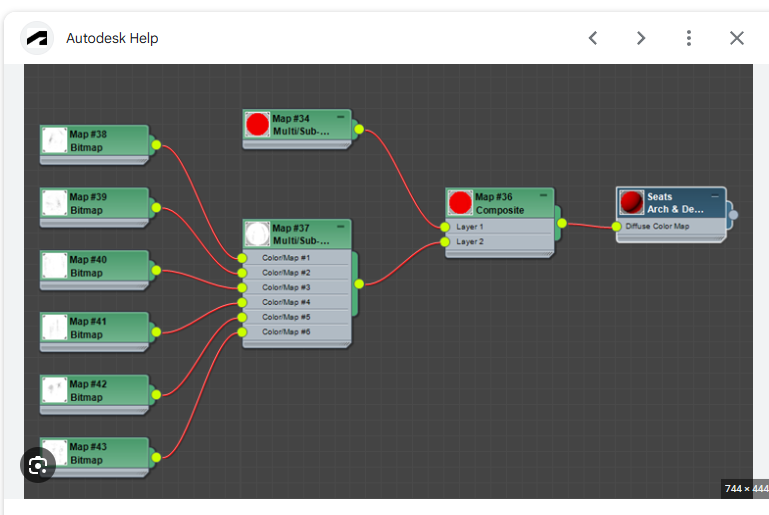 Autodesk Help
Map #38
Bitmap
Map #39
Bitmap
Map #40
Bitmap
Map #41
Bitmap
Map #42
Bitmap
Map #43
Bitmap
Map #34
Multi/Sub-...
Map #37
Multi/Sub-...
Color/Map #1
Color/Map #2
Color/Map #3
Color/Map #4
Color/Map #5
Color/Map #6
Map #36
Composite
Layer 1
Layer 2
Seats
Arch & De...
Diffuse Color Map
744 × 444